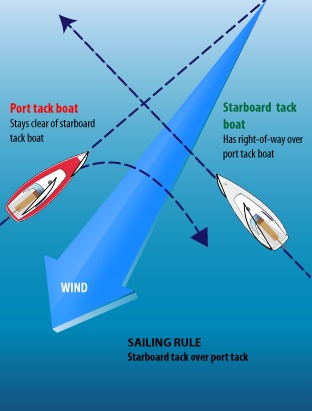 Port tack boat
Stays clear of starboard
tack boat
Starboard tack
boat
Has right-of-way over
port tack boat
WIND
SAILING RULE
Starboard tack over port tack